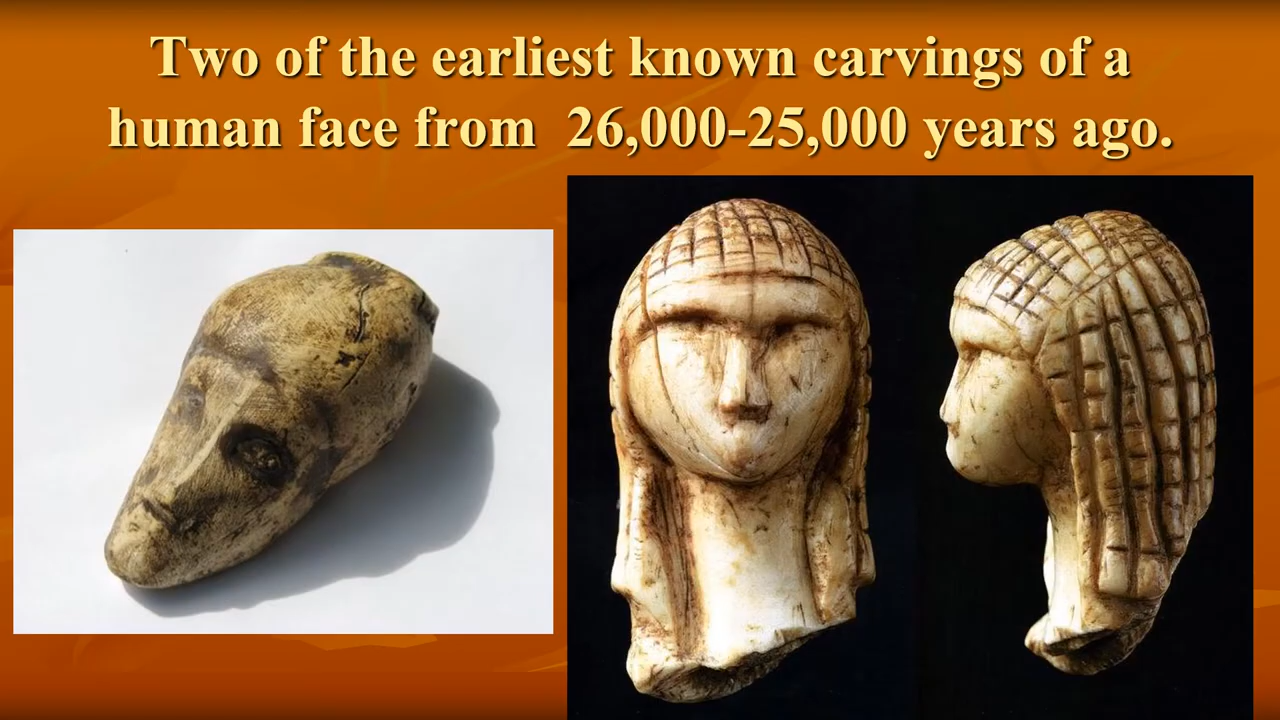 Two of the earliest known carvings of a
human face from  26,000-25,000 years ago.